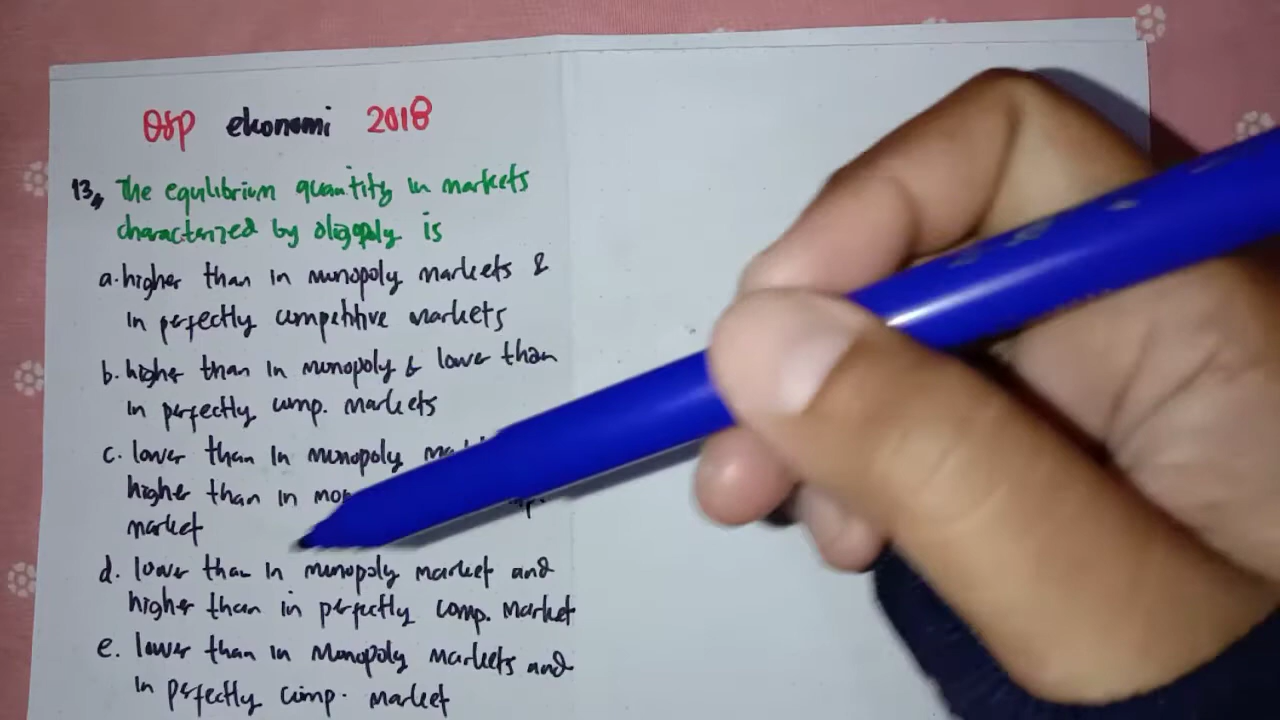 OSP ekonomi 2018
13,, The equlibrium quantity in markets
characterized by oligopoly is
a. higher than in monopoly markets &
in perfectly competitive markets
b. higher than in monopoly & lower than
in perfectly comp. markets
c. lower than in monopoly
higher than in
market
d. lower than in monopoly market and
higher than in perfectly comp. market
e. lower than in monopoly markets and
in perfectly comp. market